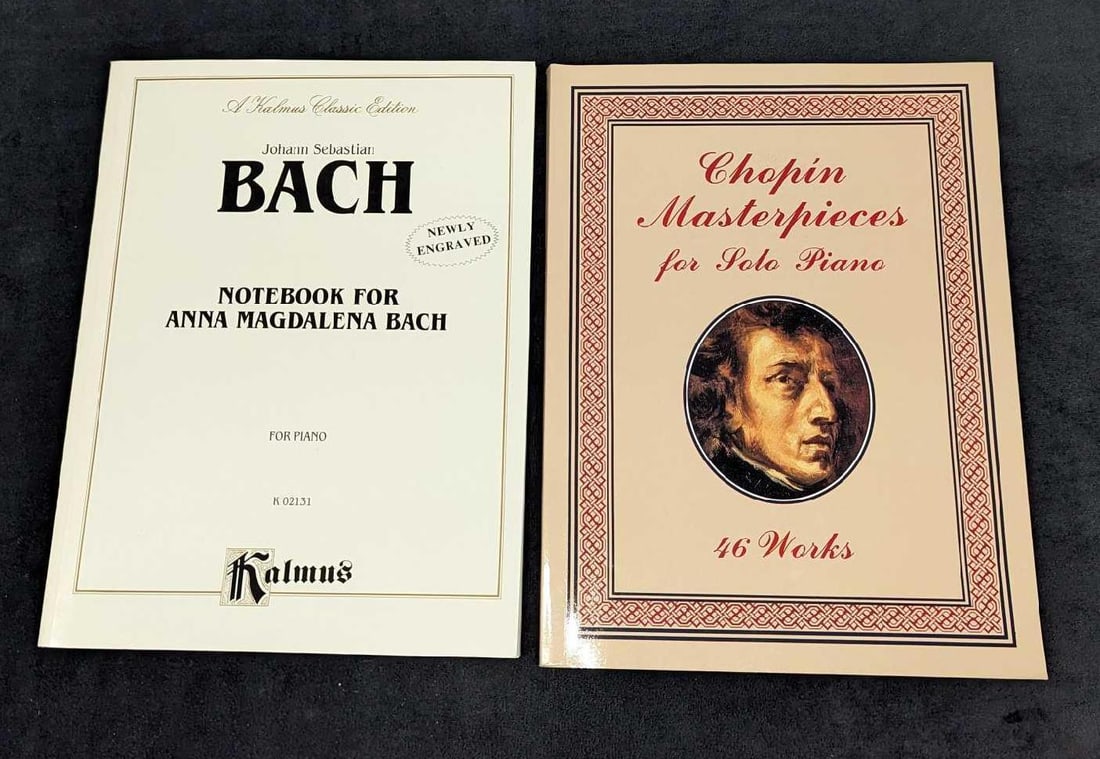 A Kalmus Classic Edition
Johann Sebastian
BACH
NEWLY
ENGRAVED
NOTEBOOK FOR
ANNA MAGDALENA BACH
FOR PIANO
K 02131
Kalmus
Chopin
Masterpieces
for Solo Piano
46 Works